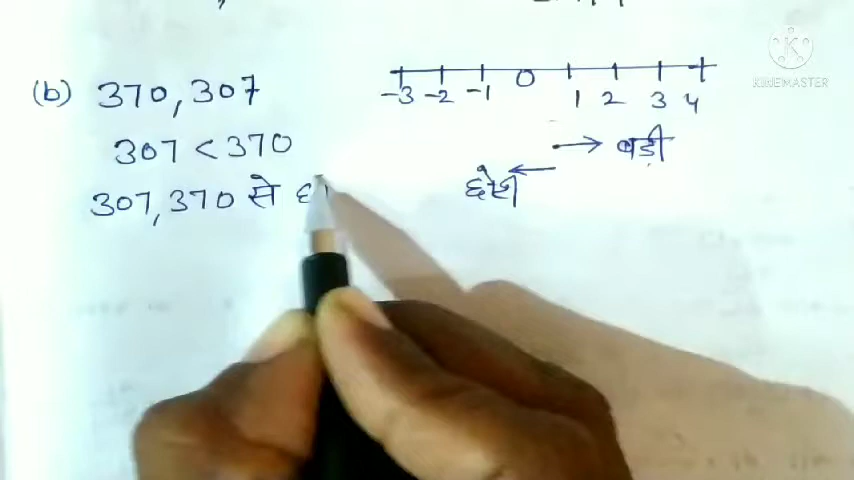 (b) 370, 307
307 < 370
307, 370 से
-3 -2 -1 0 1 2 3 4
→ बड़ी
छोटी ←
KINEMASTER